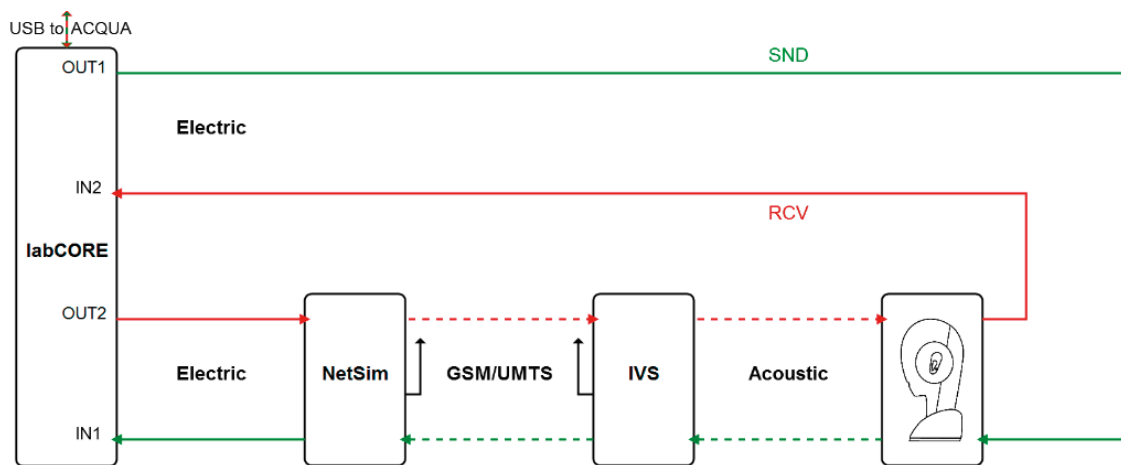 USB to ACQUA
OUT1
SND
Electric
IN2
RCV
labCORE
OUT2
Electric
NetSim
GSM/UMTS
IVS
Acoustic
IN1